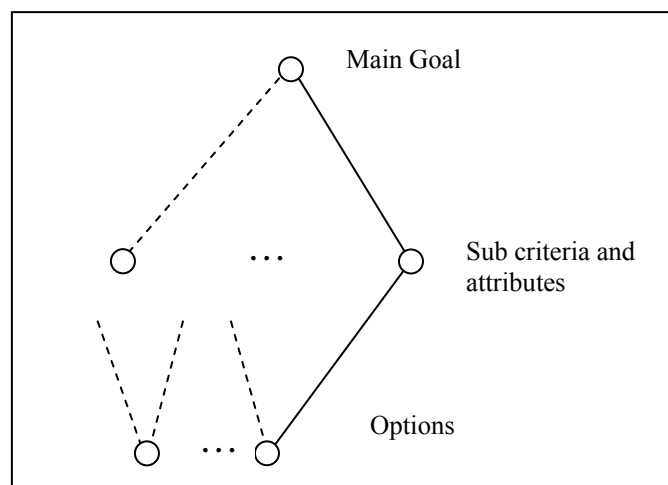 Main Goal
...
Sub criteria and
attributes
Options
...